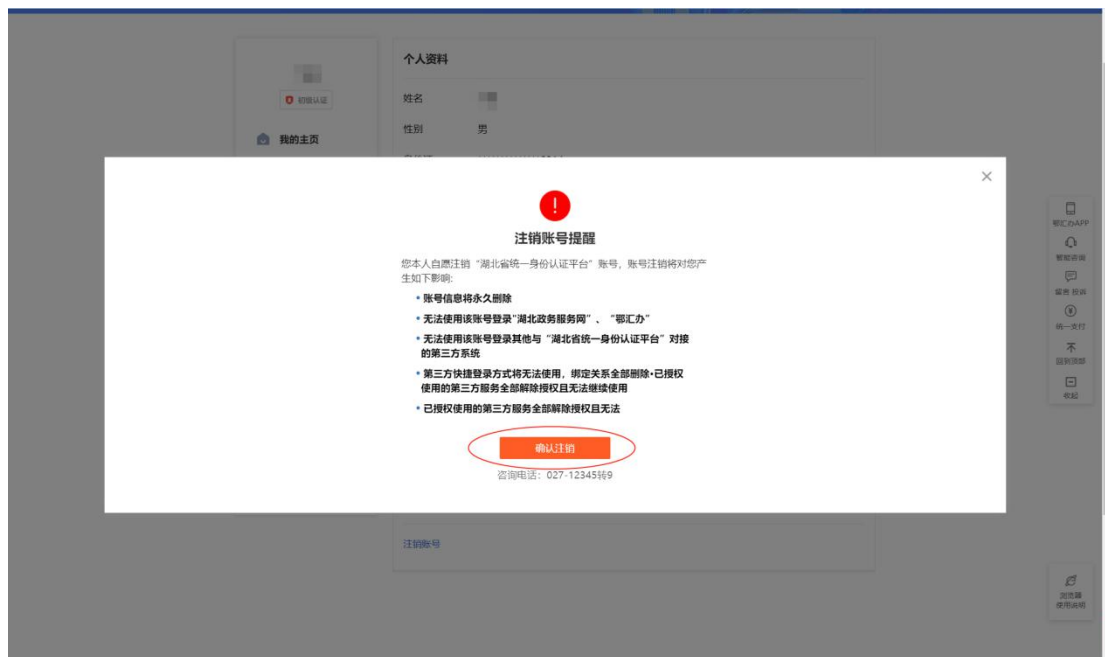 个人资料
初级认证
姓名
性别 男
我的主页
注销账号提醒
您本人自愿注销“湖北省统一身份认证平台”账号，账号注销将对您产
生如下影响:
• 账号信息将永久删除
• 无法使用该账号登录"湖北政务服务网"、“鄂汇办”
• 无法使用该账号登录其他与“湖北省统一身份认证平台”对接
的第三方系统
• 第三方快捷登录方式将无法使用，绑定关系全部删除•已授权
使用的第三方服务全部解除授权且无法继续使用
• 已授权使用的第三方服务全部解除授权且无法
确认注销
咨询电话：027-12345转9
注销账号
鄂汇办APP
智能咨询
留言 投诉
统一支付
回到顶部
收起
浏览器
使用说明